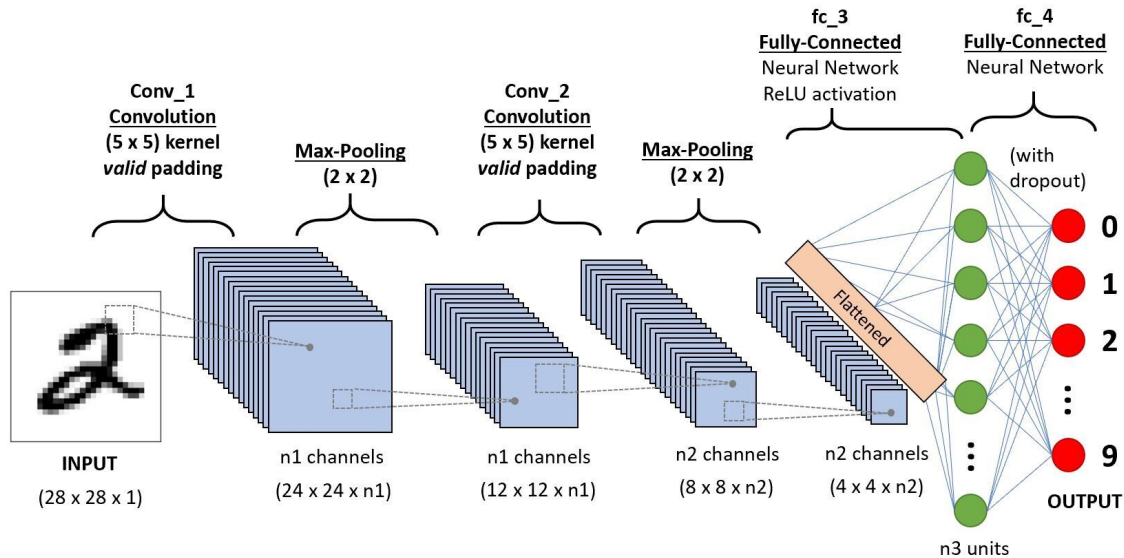 fc_3
Fully-Connected
Neural Network
ReLU activation
fc_4
Fully-Connected
Neural Network
Conv_1
Convolution
(5 x 5) kernel
valid padding
Max-Pooling
(2 x 2)
Conv_2
Convolution
(5 x 5) kernel
valid padding
Max-Pooling
(2 x 2)
(with
dropout)
Flattened
0
1
2
9
INPUT
(28 x 28 x 1)
n1 channels
(24 x 24 x n1)
n1 channels
(12 x 12 x n1)
n2 channels
(8 x 8 x n2)
n2 channels
(4 x 4 x n2)
OUTPUT
n3 units
2